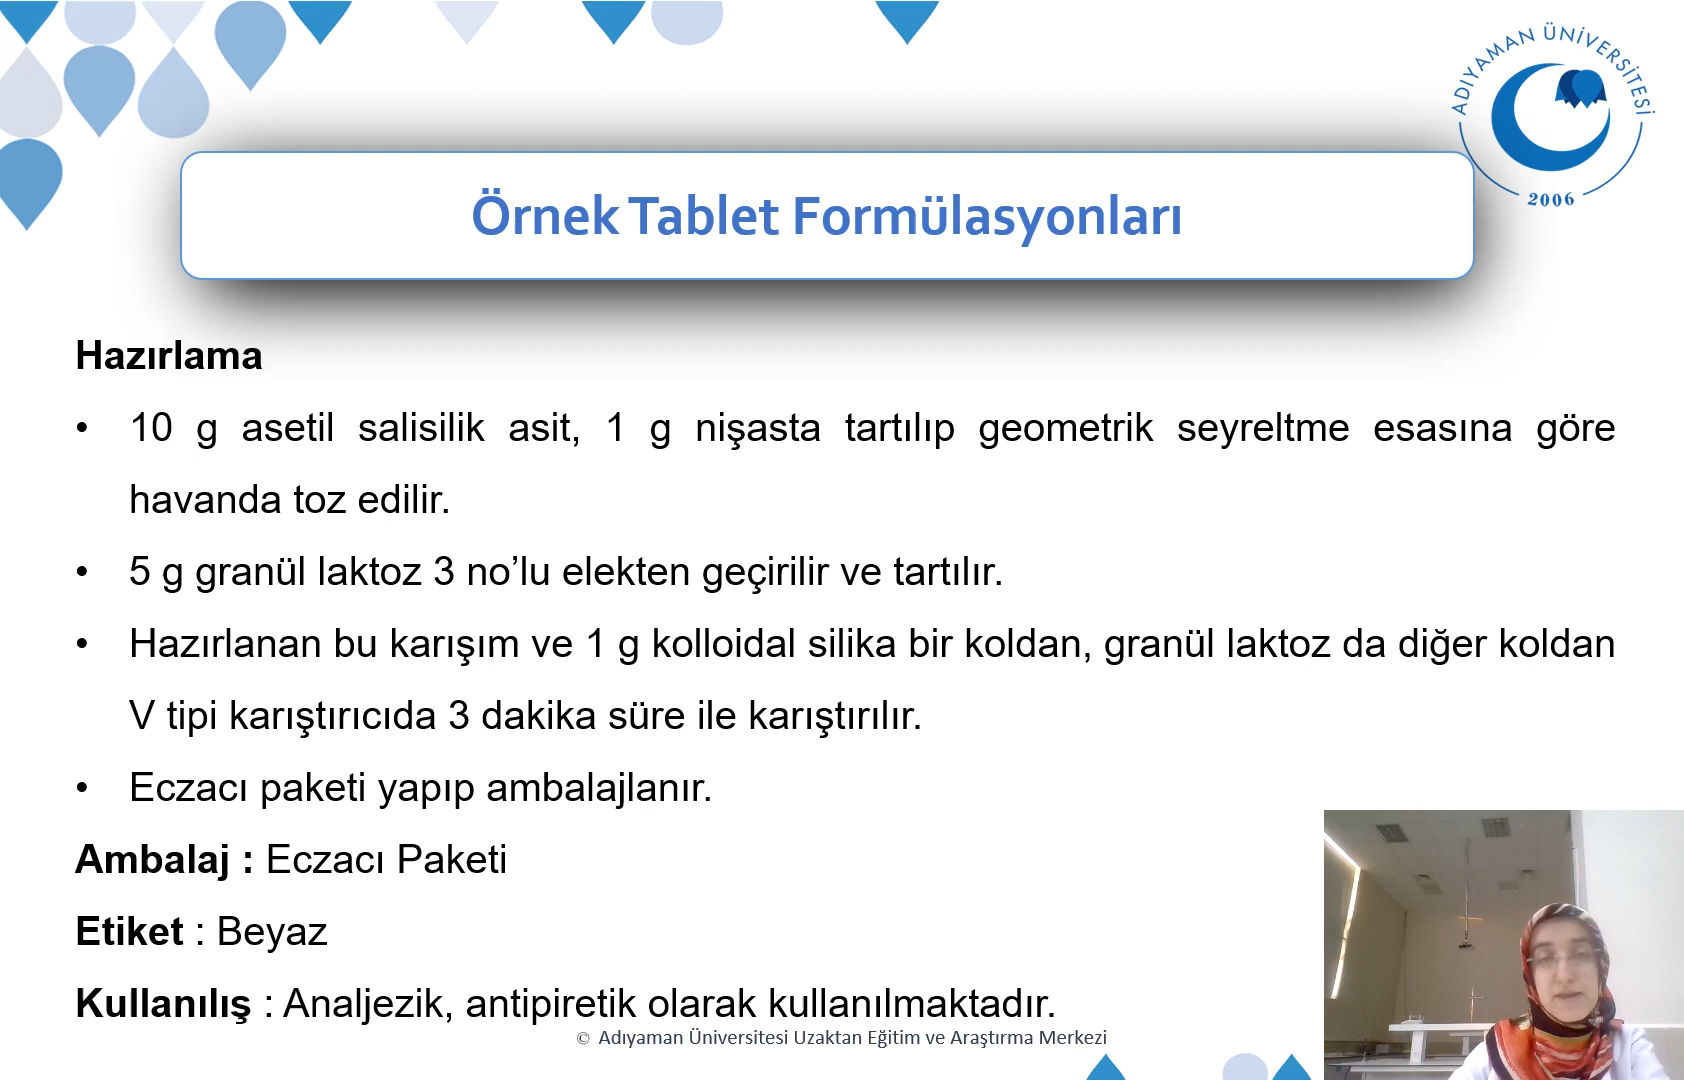 ADIYAMAN ÜNİVERSİTESİ
2006
Örnek Tablet Formülasyonları
Hazırlama
• 10 g asetil salisilik asit, 1 g nişasta tartılıp geometrik seyreltme esasına göre
havanda toz edilir.
• 5 g granül laktoz 3 no’lu elekten geçirilir ve tartılır.
• Hazırlanan bu karışım ve 1 g kolloidal silika bir koldan, granül laktoz da diğer koldan
V tipi karıştırıcıda 3 dakika süre ile karıştırılır.
• Eczacı paketi yapıp ambalajlanır.
Ambalaj : Eczacı Paketi
Etiket : Beyaz
Kullanılış : Analjezik, antipiretik olarak kullanılmaktadır.
© Adıyaman Üniversitesi Uzaktan Eğitim ve Araştırma Merkezi